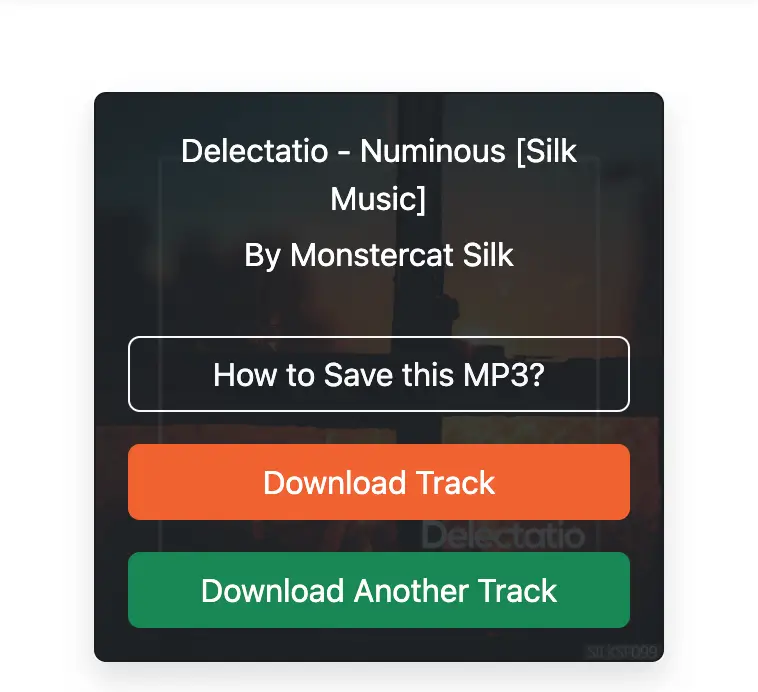 Delectatio - Numinous [Silk
Music]
By Monstercat Silk
How to Save this MP3?
Download Track
Delectatio
Download Another Track
SILKSF099